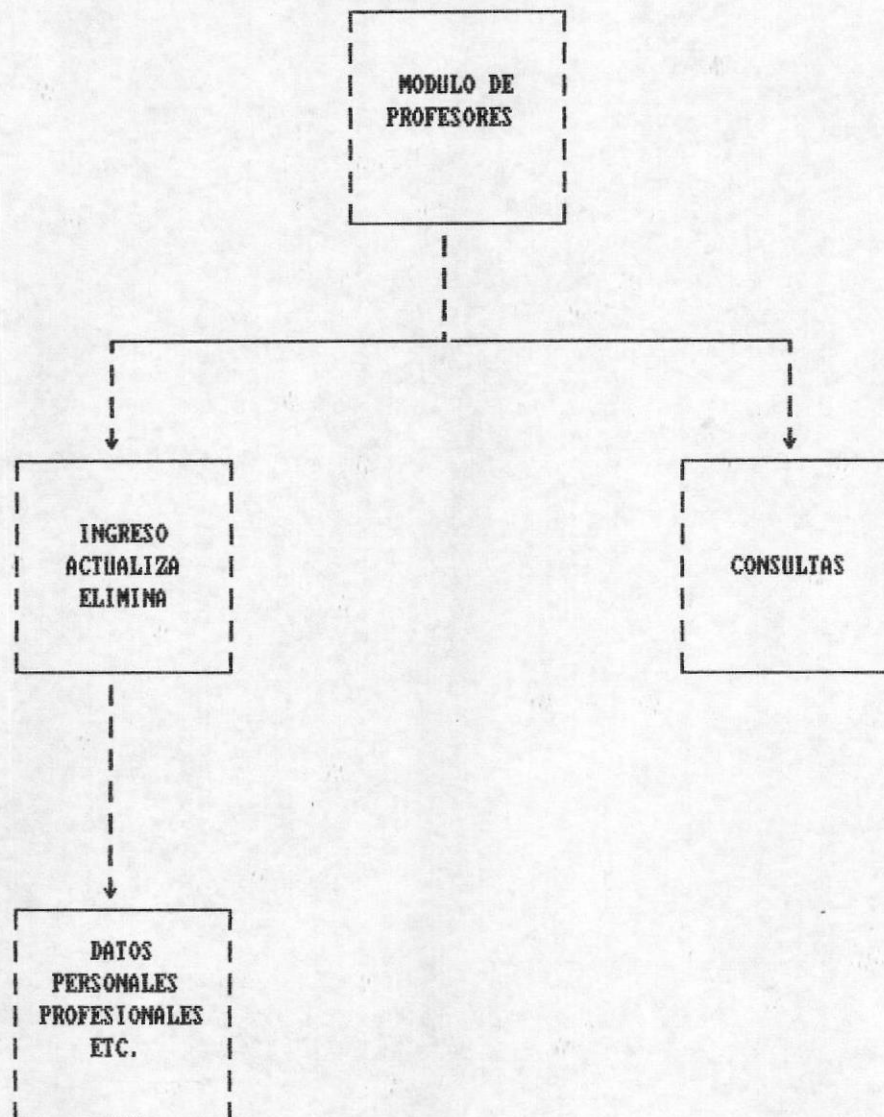 MODULO DE
PROFESORES
INGRESO
ACTUALIZA
ELIMINA
CONSULTAS
DATOS
PERSONALES
PROFESIONALES
ETC.